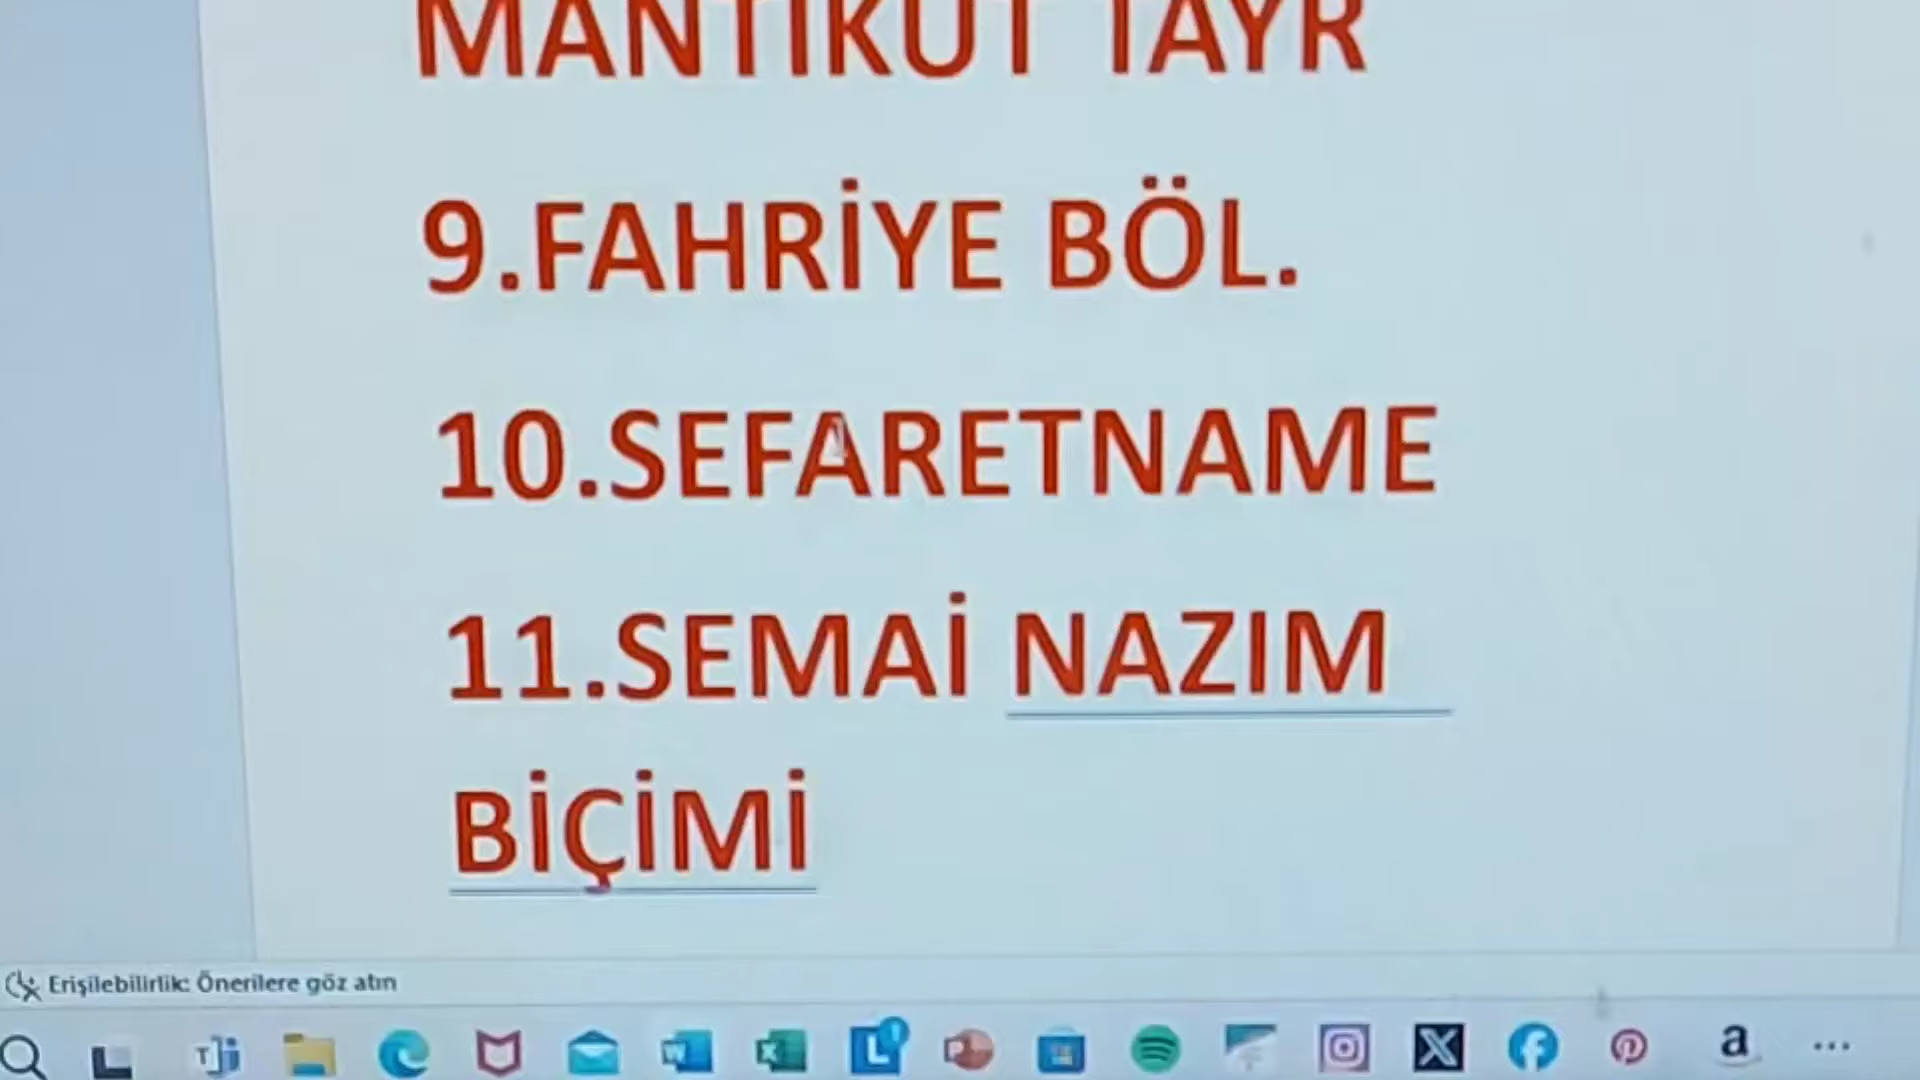 MANTIKUT TAYR
9.FAHRİYE BÖL.
10.SEFARETNAME
11.SEMAİ NAZIM
BİÇİMİ
Erişilebilirlik: Önerilere göz atın